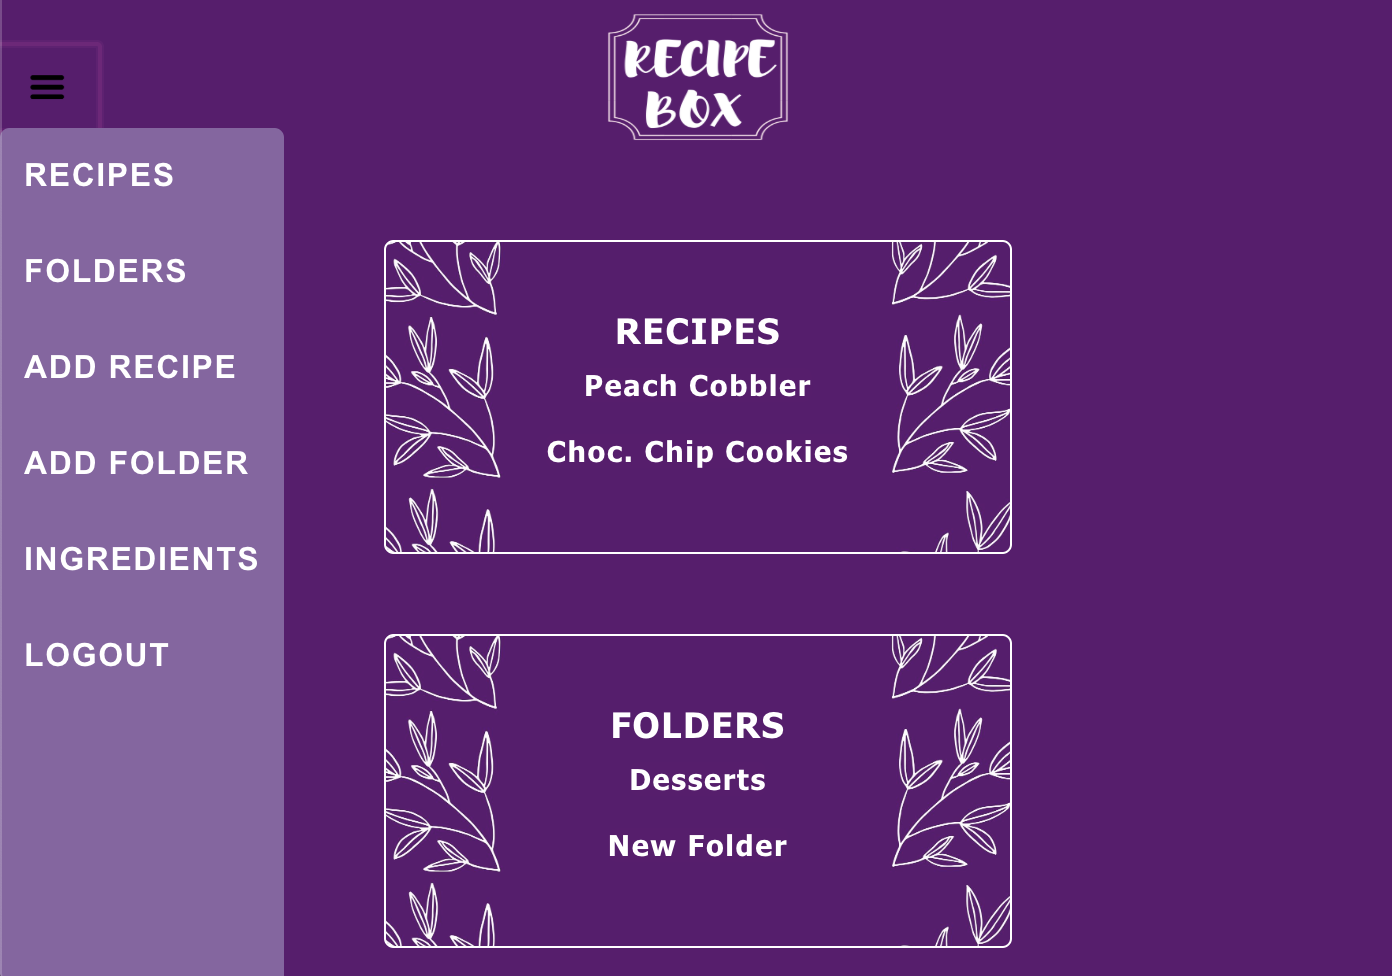 RECIPE
BOX
RECIPES
FOLDERS
ADD RECIPE
ADD FOLDER
INGREDIENTS
LOGOUT
RECIPES
Peach Cobbler
Choc. Chip Cookies
FOLDERS
Desserts
New Folder